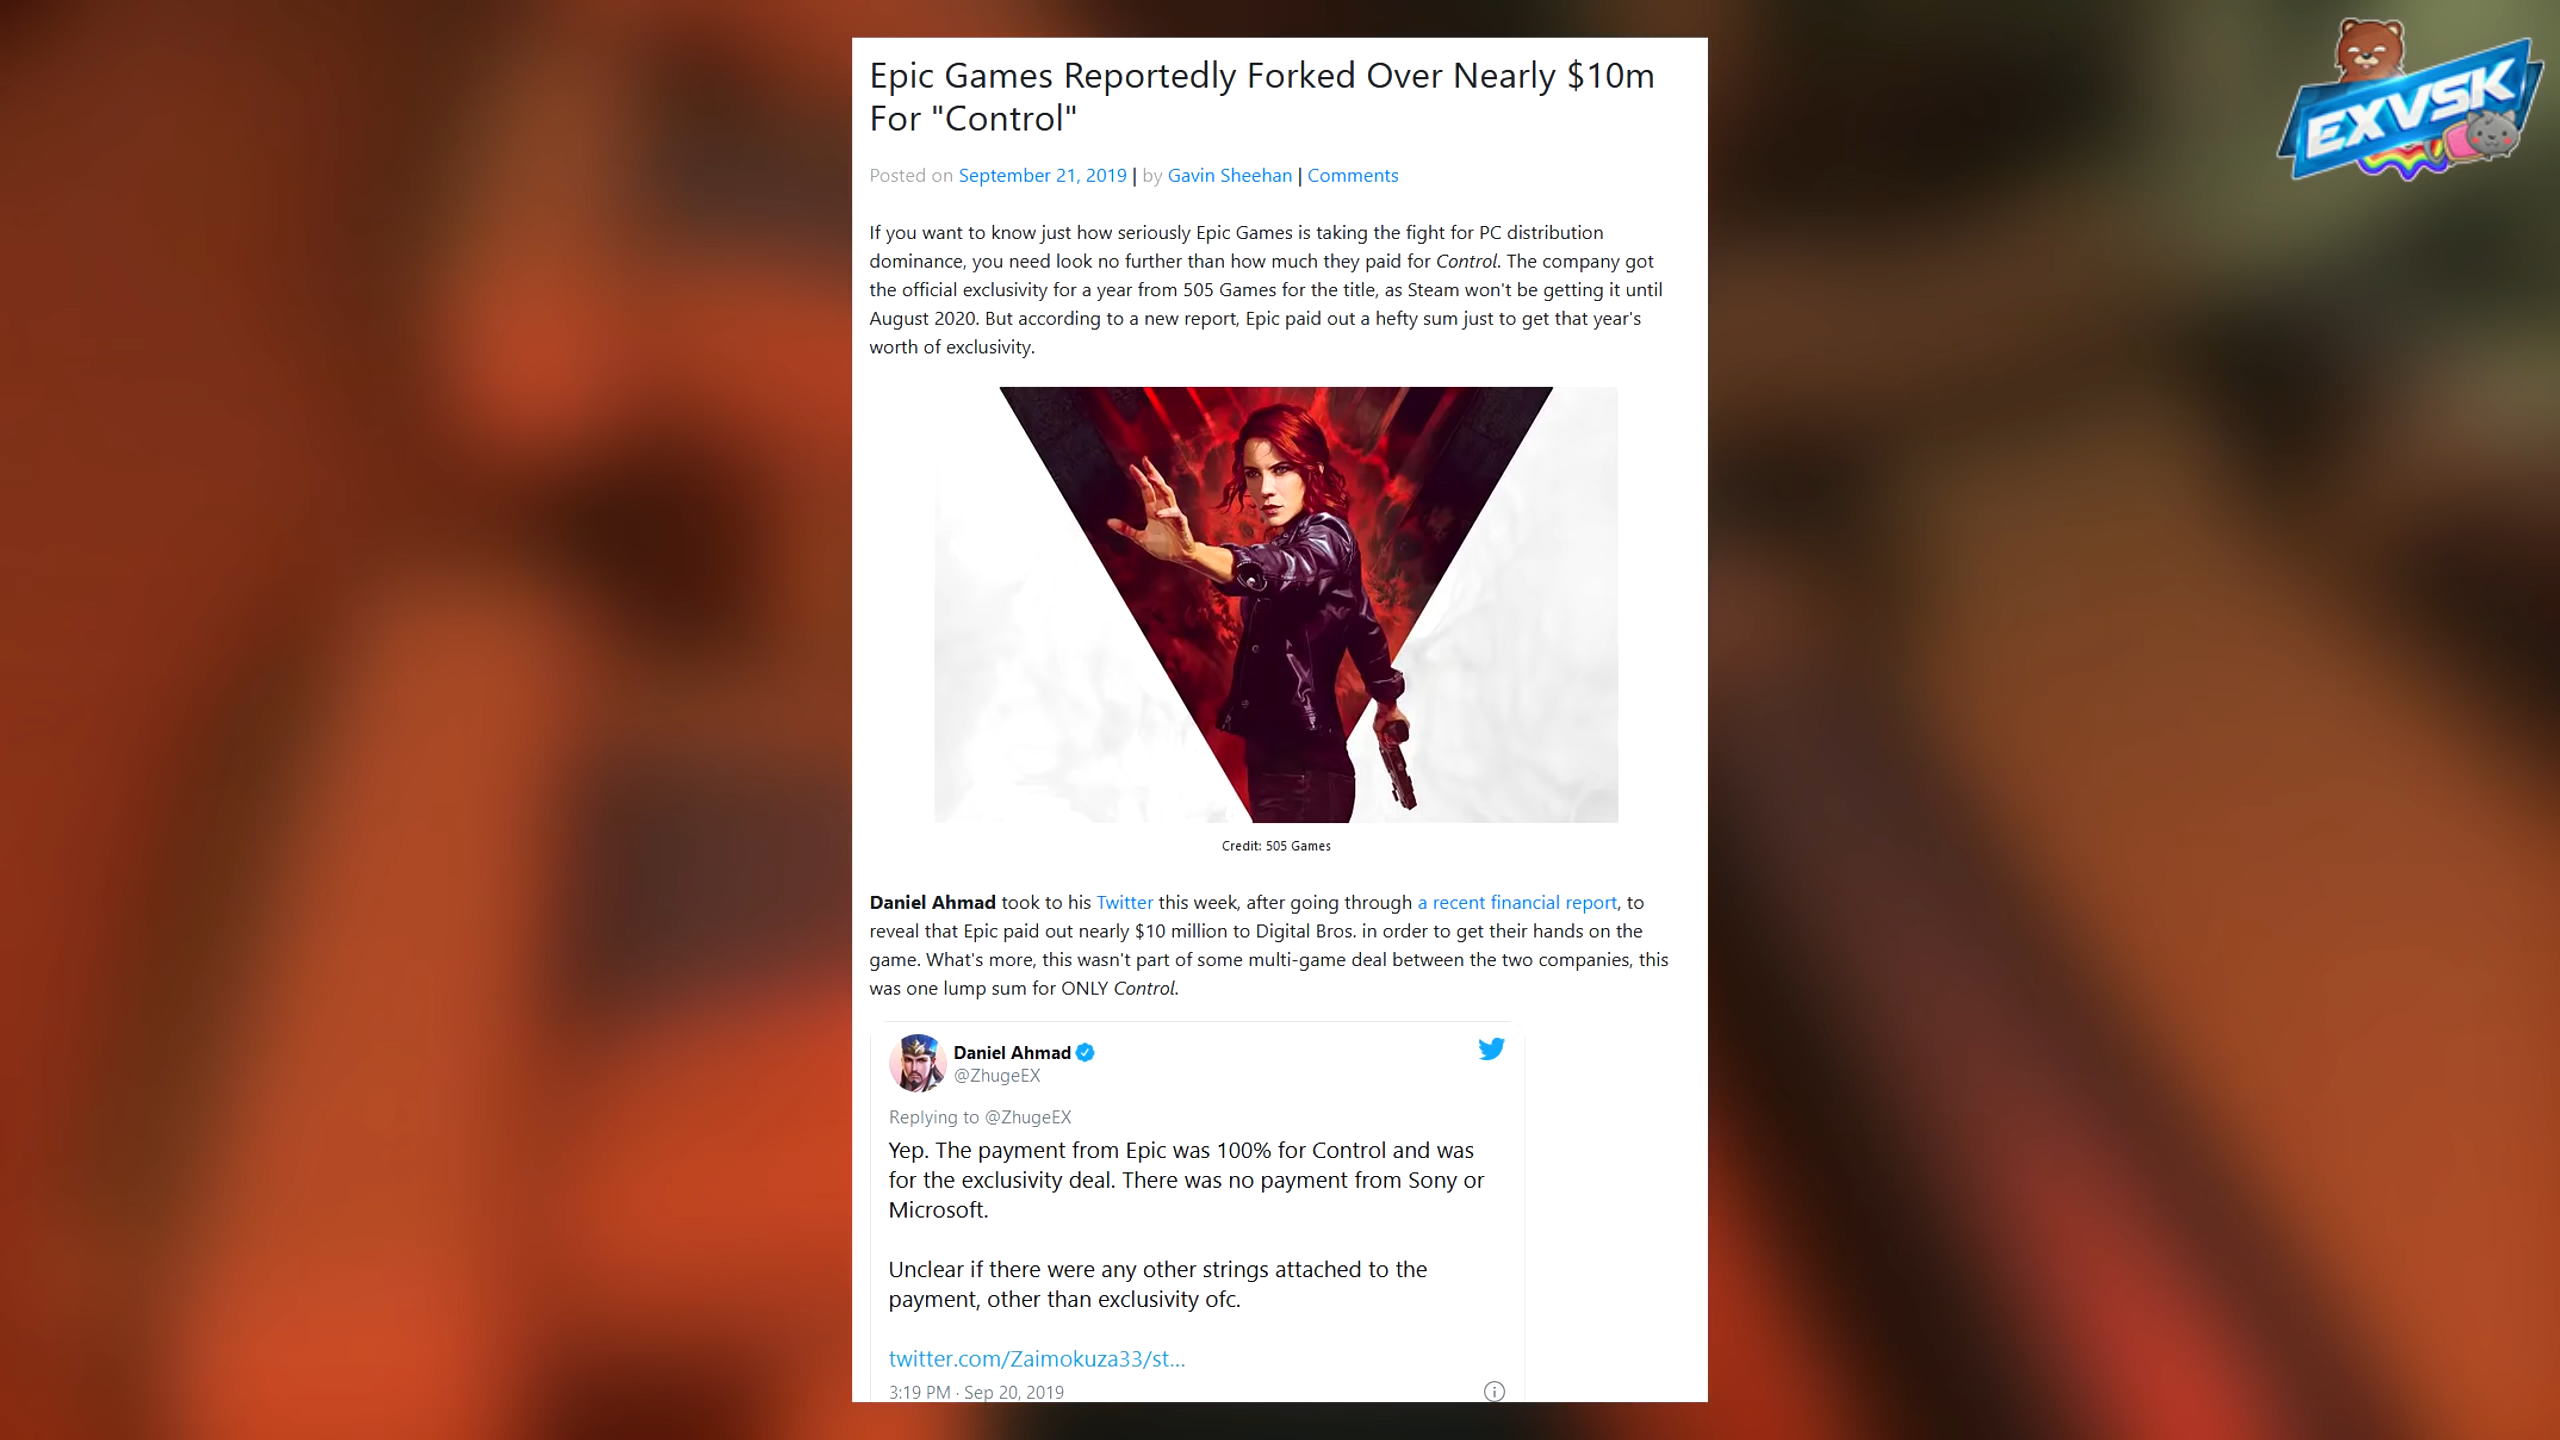 EXVSK
Epic Games Reportedly Forked Over Nearly $10m
For "Control"
Posted on September 21, 2019 | by Gavin Sheehan | Comments
If you want to know just how seriously Epic Games is taking the fight for PC distribution
dominance, you need look no further than how much they paid for Control. The company got
the official exclusivity for a year from 505 Games for the title, as Steam won't be getting it until
August 2020. But according to a new report, Epic paid out a hefty sum just to get that year's
worth of exclusivity.
Credit: 505 Games
Daniel Ahmad took to his Twitter this week, after going through a recent financial report, to
reveal that Epic paid out nearly $10 million to Digital Bros. in order to get their hands on the
game. What's more, this wasn't part of some multi-game deal between the two companies, this
was one lump sum for ONLY Control.
Daniel Ahmad
@ZhugeEX
Replying to @ZhugeEX
Yep. The payment from Epic was 100% for Control and was
for the exclusivity deal. There was no payment from Sony or
Microsoft.
Unclear if there were any other strings attached to the
payment, other than exclusivity ofc.
twitter.com/Zaimokuza33/st...
3:19 PM · Sep 20, 2019